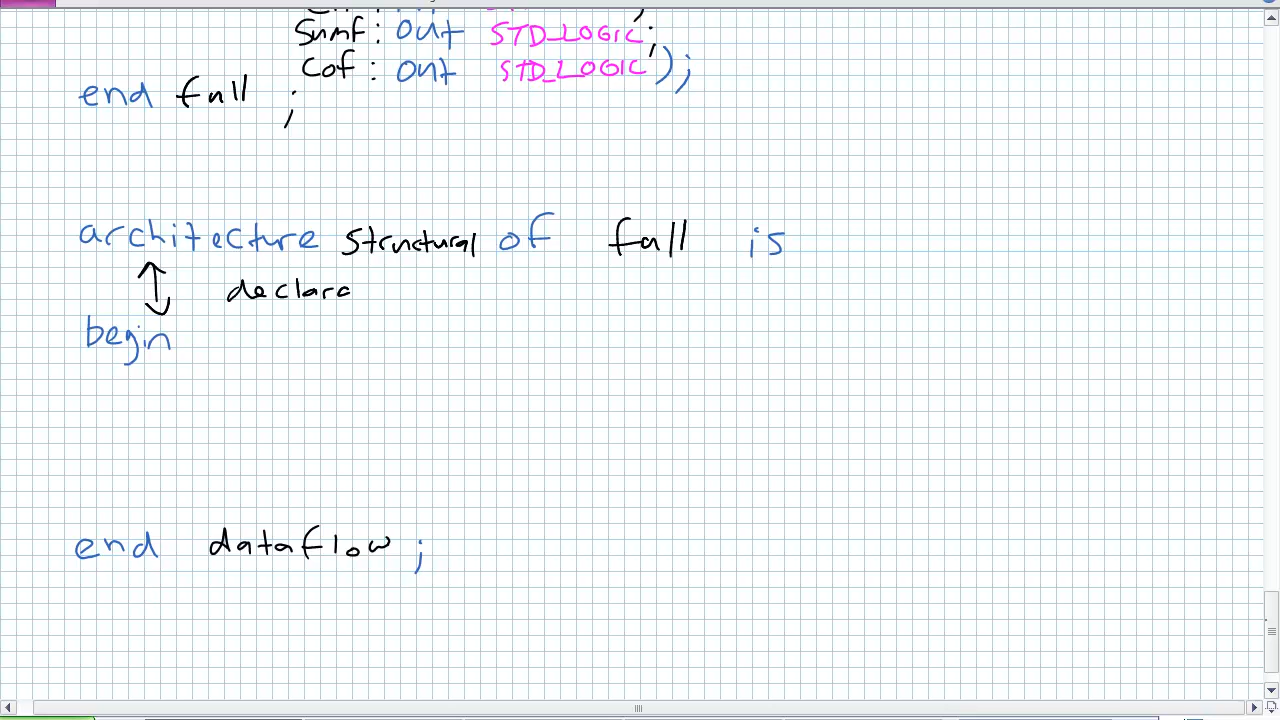 Sumf : out STD_LOGIC ;
Cof : out STD_LOGIC ) ;
end fall ;
architecture structural of fall is
declara
begin
end dataflow ;